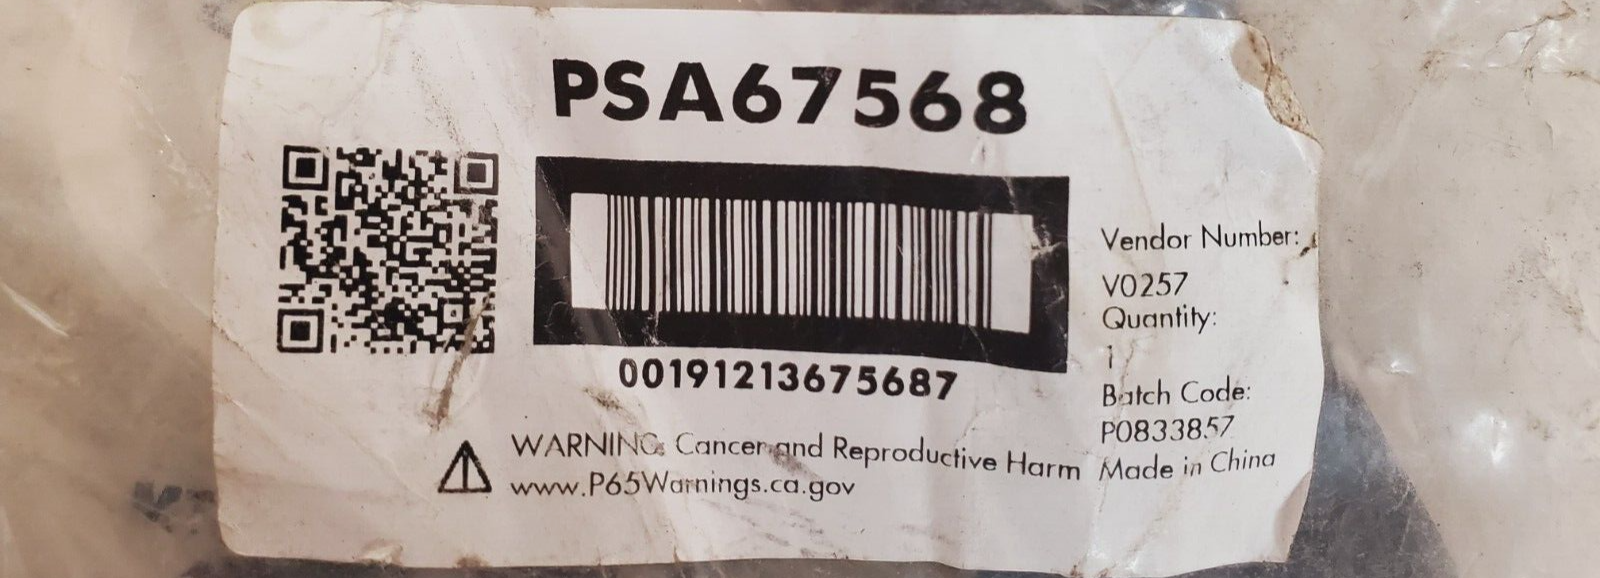 PSA67568
00191213675687
WARNING: Cancer and Reproductive Harm
www.P65Warnings.ca.gov
Vendor Number:
V0257
Quantity:
1
Batch Code:
P0833857
Made in China